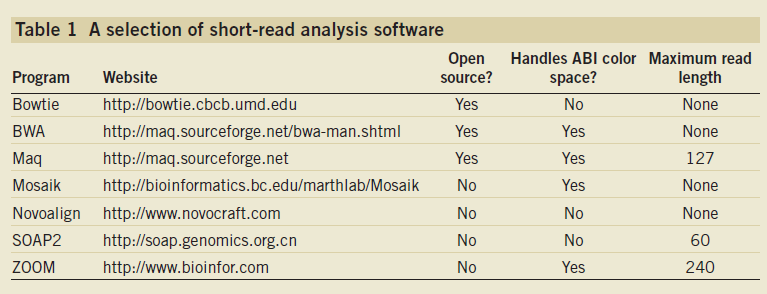 Table 1 A selection of short-read analysis software
Open Handles ABI color Maximum read
Program Website source? space? length
Bowtie http://bowtie.cbcb.umd.edu Yes No None
BWA http://maq.sourceforge.net/bwa-man.shtml Yes Yes None
Maq http://maq.sourceforge.net Yes Yes 127
Mosaik http://bioinformatics.bc.edu/marthlab/Mosaik No Yes None
Novoalign http://www.novocraft.com No No None
SOAP2 http://soap.genomics.org.cn No No 60
ZOOM http://www.bioinfor.com No Yes 240